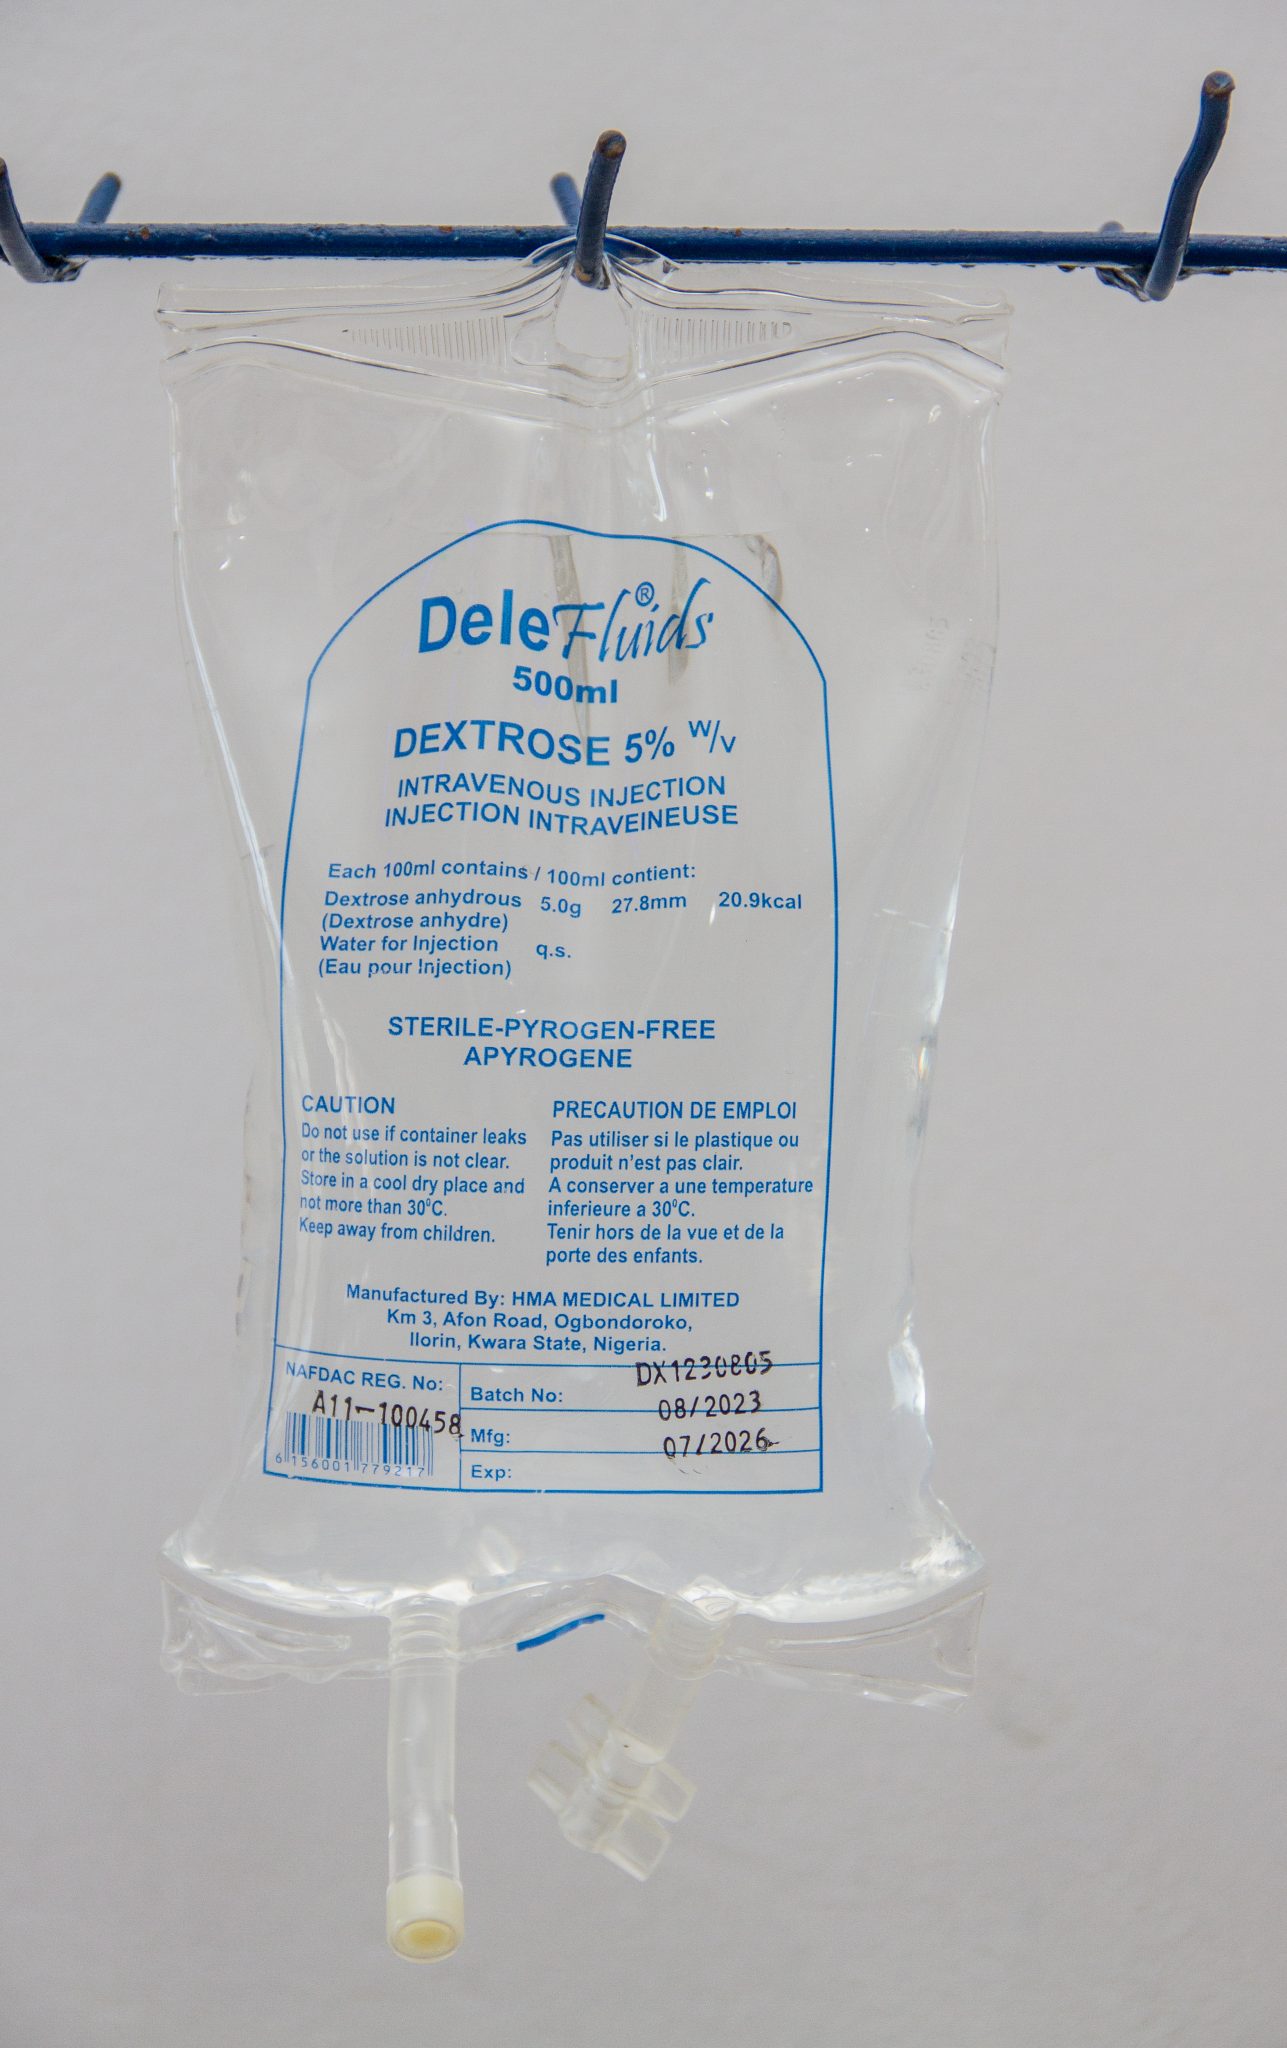 Dele Fluids®
500ml
DEXTROSE 5% w/v
INTRAVENOUS INJECTION
INJECTION INTRAVEINEUSE
Each 100ml contains / 100ml contient:
Dextrose anhydrous 5.0g 27.8mm 20.9kcal
(Dextrose anhydre)
Water for Injection q.s.
(Eau pour Injection)
STERILE-PYROGEN-FREE
APYROGENE
CAUTION
Do not use if container leaks
or the solution is not clear.
Store in a cool dry place and
not more than 30°C.
Keep away from children.
PRECAUTION DE EMPLOI
Pas utiliser si le plastique ou
produit n'est pas clair.
A conserver a une temperature
inferieure a 30°C.
Tenir hors de la vue et de la
porte des enfants.
Manufactured By: HMA MEDICAL LIMITED
Km 3, Afon Road, Ogbondoroko,
Ilorin, Kwara State, Nigeria.
NAFDAC REG. No:
A11-100458
6 156001 779217
Batch No: DX1230805
Mfg: 08/2023
Exp: 07/2026